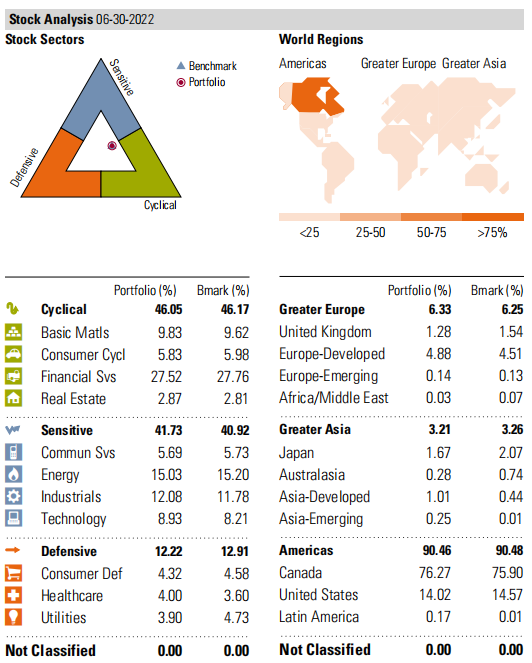 Stock Analysis 06-30-2022
Stock Sectors
Sensitive
Defensive
Cyclical
Benchmark
Portfolio
World Regions
Americas Greater Europe Greater Asia
<25 25-50 50-75 >75%
Portfolio (%) Bmark (%)
Cyclical 46.05 46.17
Basic Matls 9.83 9.62
Consumer Cycl 5.83 5.98
Financial Svs 27.52 27.76
Real Estate 2.87 2.81
Sensitive 41.73 40.92
Commun Svs 5.69 5.73
Energy 15.03 15.20
Industrials 12.08 11.78
Technology 8.93 8.21
Defensive 12.22 12.91
Consumer Def 4.32 4.58
Healthcare 4.00 3.60
Utilities 3.90 4.73
Not Classified 0.00 0.00
Portfolio (%) Bmark (%)
Greater Europe 6.33 6.25
United Kingdom 1.28 1.54
Europe-Developed 4.88 4.51
Europe-Emerging 0.14 0.13
Africa/Middle East 0.03 0.07
Greater Asia 3.21 3.26
Japan 1.67 2.07
Australasia 0.28 0.74
Asia-Developed 1.01 0.44
Asia-Emerging 0.25 0.01
Americas 90.46 90.48
Canada 76.27 75.90
United States 14.02 14.57
Latin America 0.17 0.01
Not Classified 0.00 0.00